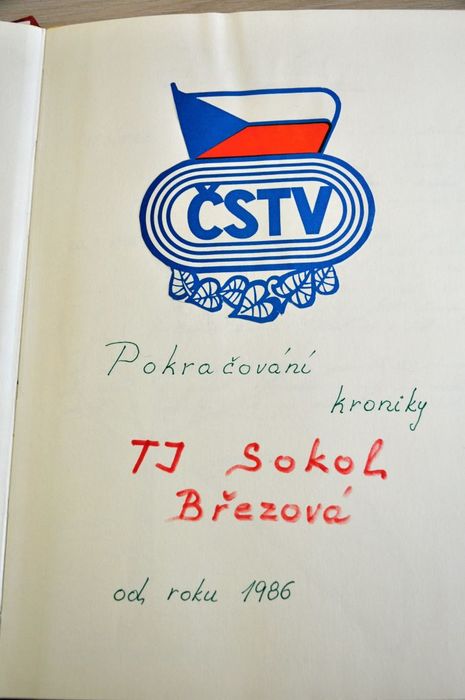 ČSTV
Pokračování
kroniky
TJ Sokol
Březová
od roku 1986